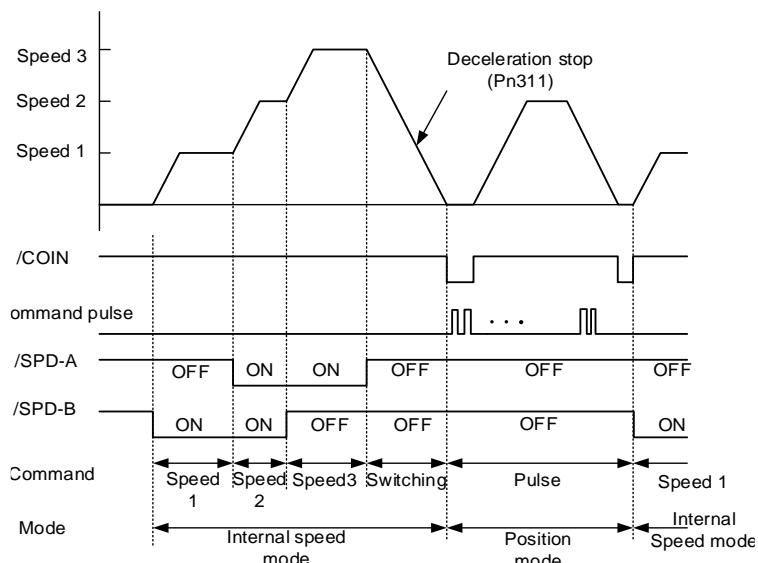 Speed 3
Deceleration stop
(Pn311)
Speed 2
Speed 1
/COIN
ommand pulse
. . .
/SPD-A
OFF ON ON OFF OFF OFF
/SPD-B
ON ON OFF OFF OFF ON
Command
Speed 1 Speed 2 Speed3 Switching Pulse Speed 1
Mode
Internal speed mode
Position mode
Internal Speed mode